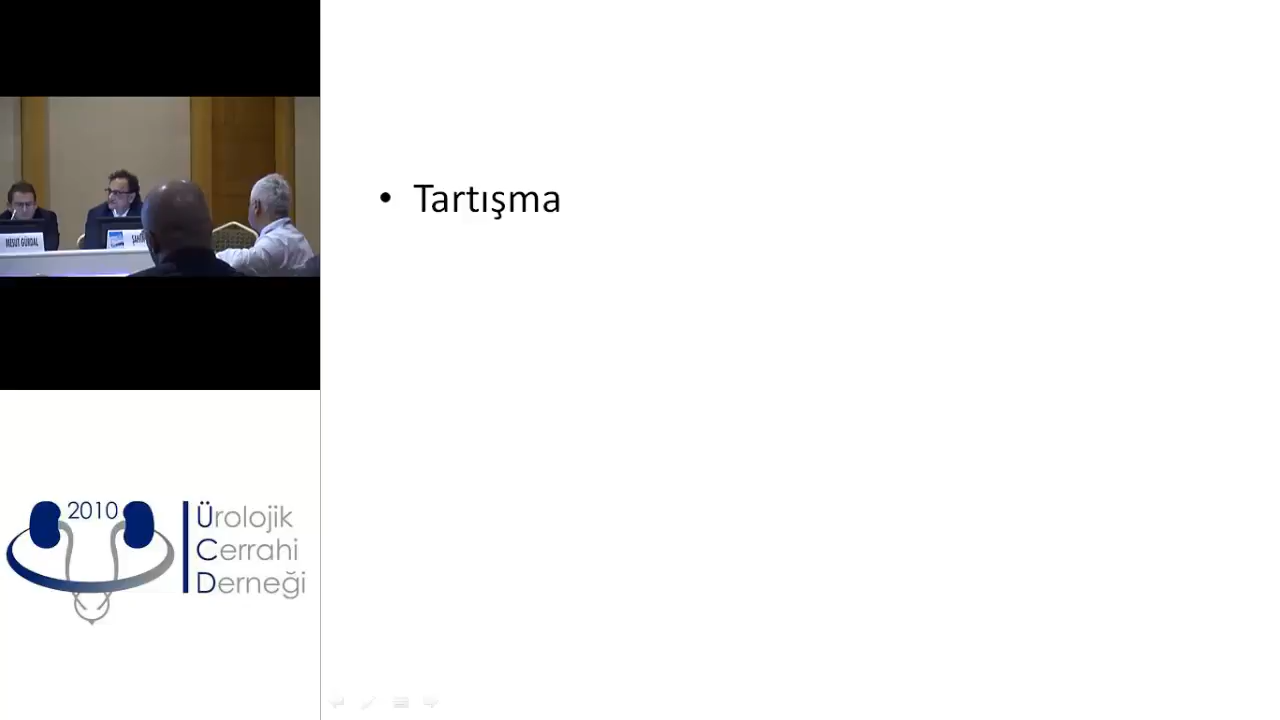 MESUT GÜRDAL
• Tartışma
2010
Ürolojik
Cerrahi
Derneği